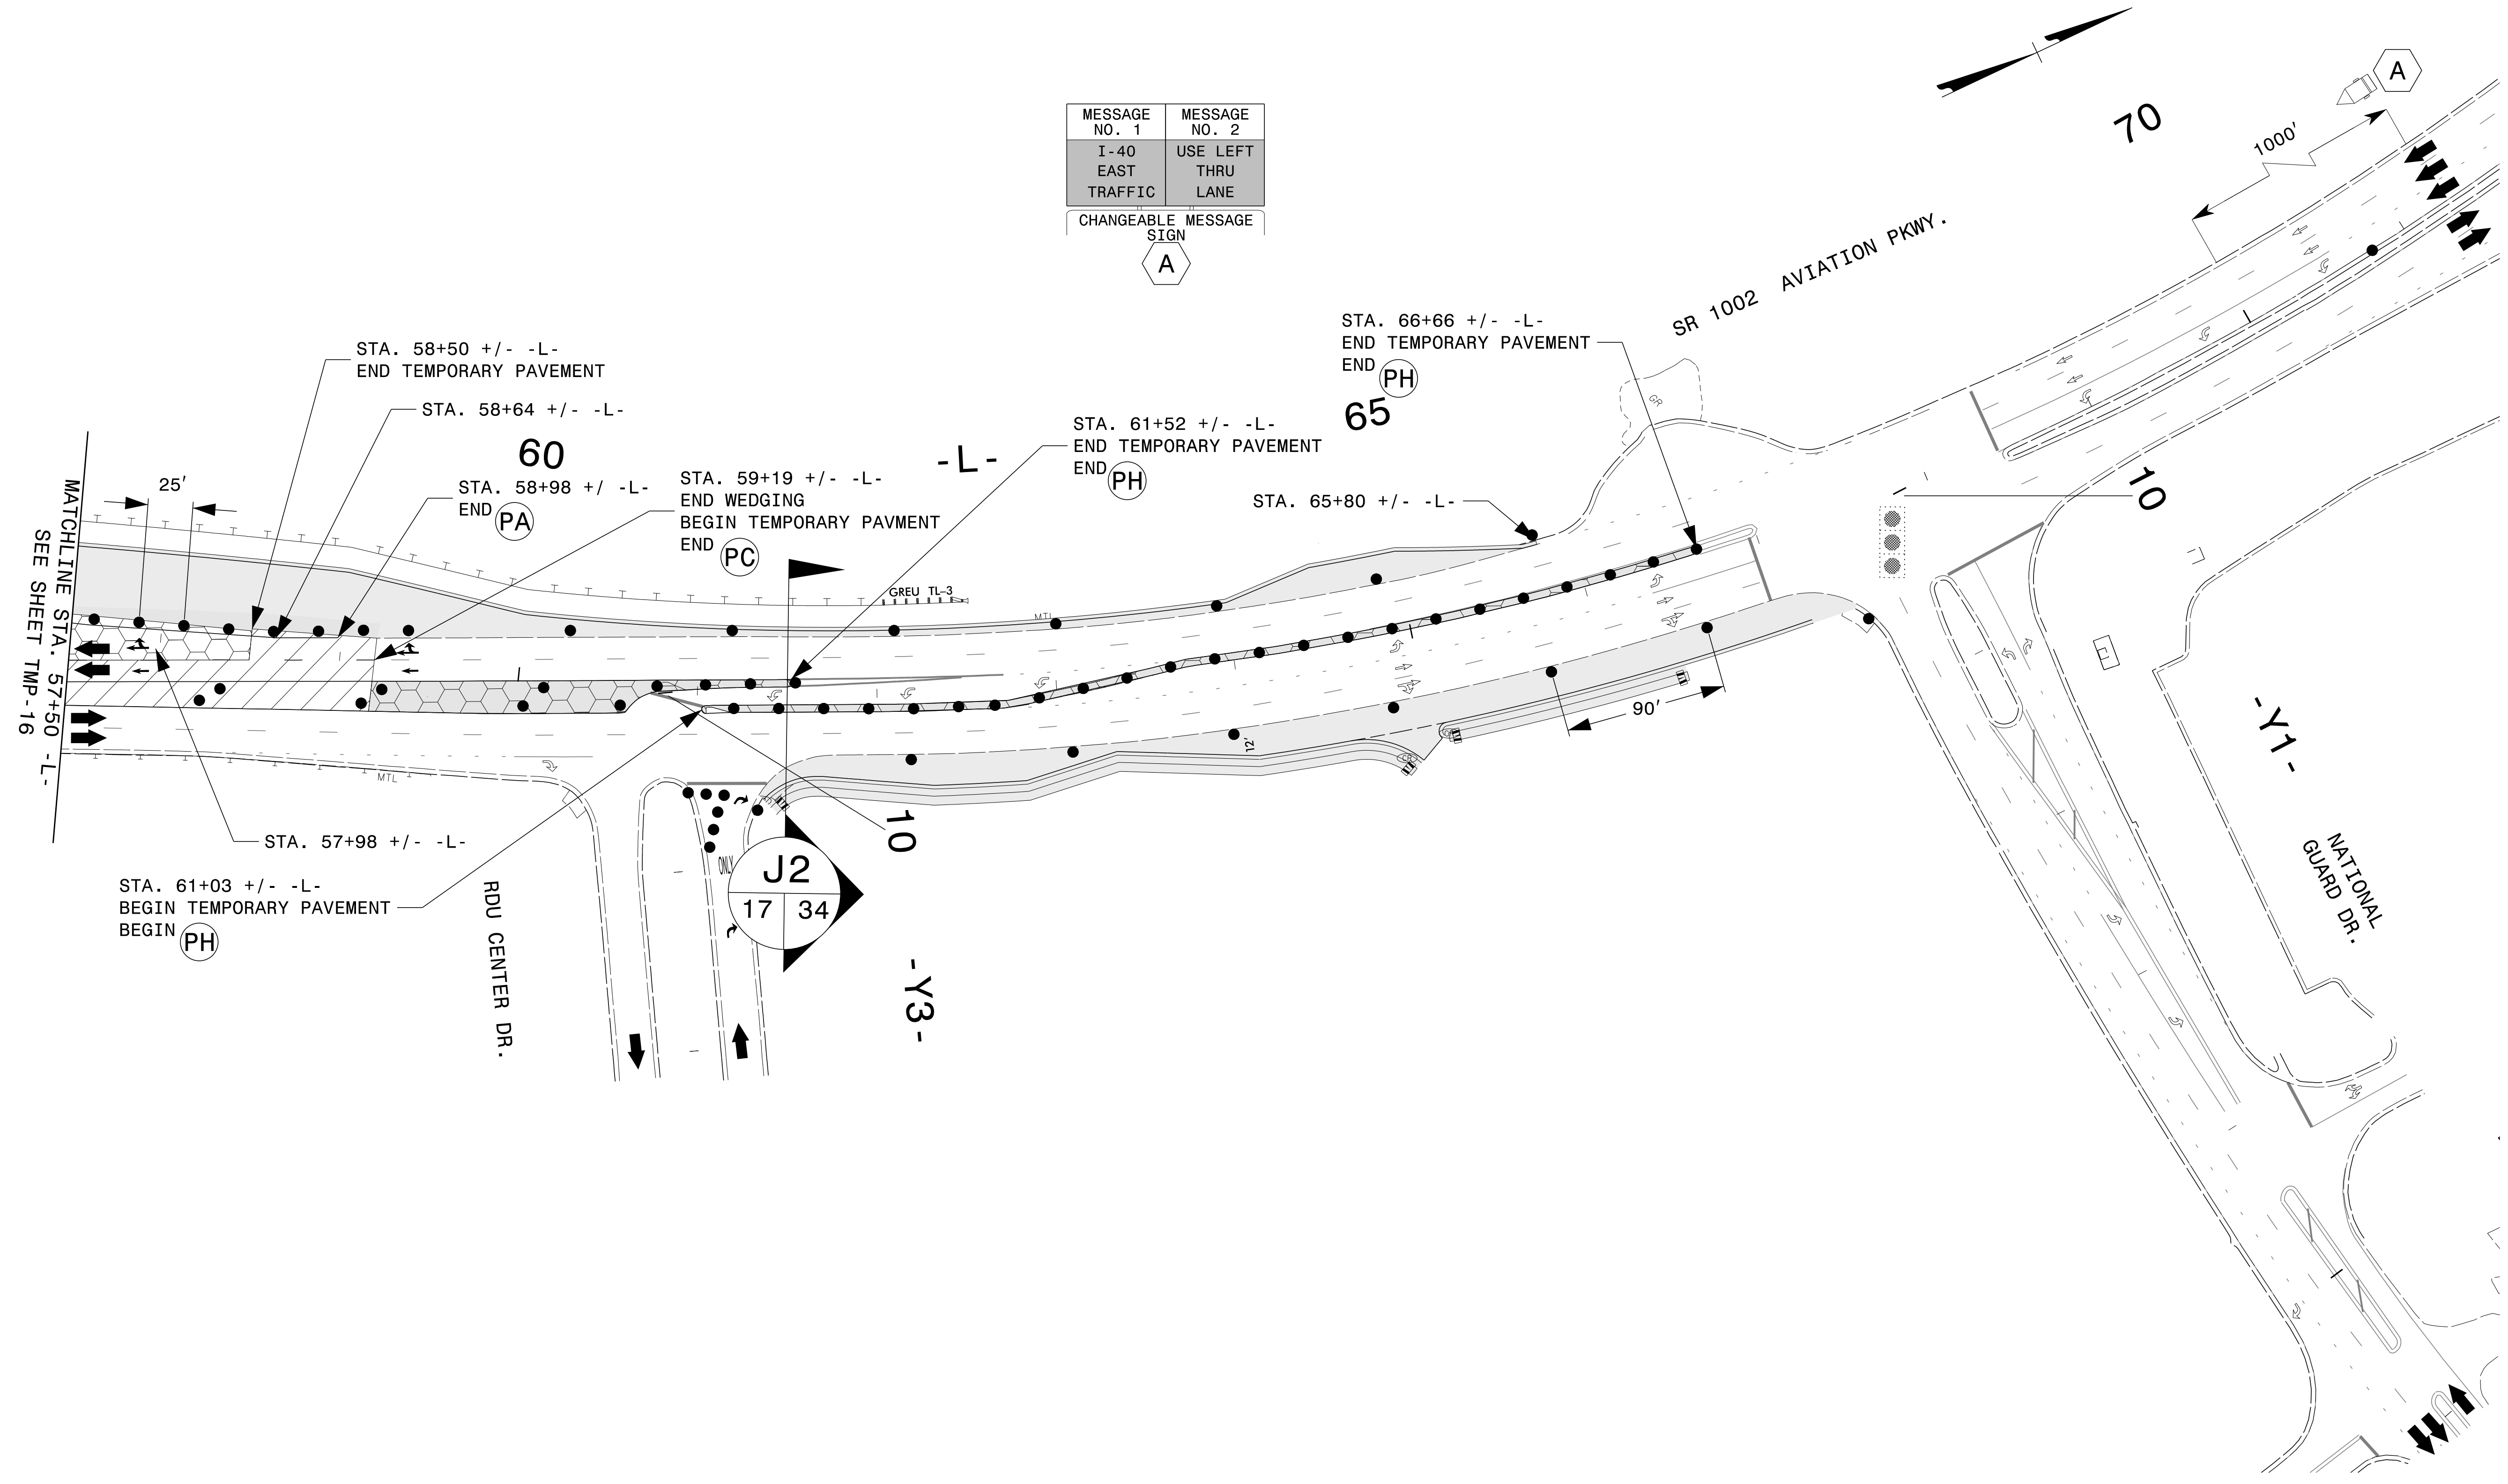 MESSAGE NO. 1
MESSAGE NO. 2
I-40 EAST TRAFFIC
USE LEFT THRU LANE
CHANGEABLE MESSAGE SIGN
A
A
1000'
70
SR 1002 AVIATION PKWY.
STA. 66+66 +/- -L-
END TEMPORARY PAVEMENT
END PH
65
GR
STA. 58+50 +/- -L-
END TEMPORARY PAVEMENT
STA. 58+64 +/- -L-
60
-L-
STA. 61+52 +/- -L-
END TEMPORARY PAVEMENT
END PH
STA. 59+19 +/- -L-
END WEDGING
BEGIN TEMPORARY PAVMENT
END PC
STA. 58+98 +/ -L-
END PA
STA. 65+80 +/- -L-
10
25'
MATCHLINE STA. 57+50 -L-
SEE SHEET TMP-16
GREU TL-3
MTL
MTL
12'
90'
CB
CB
-Y1-
STA. 57+98 +/- -L-
10
ONLY
J2
17 34
STA. 61+03 +/- -L-
BEGIN TEMPORARY PAVEMENT
BEGIN PH
RDU CENTER DR.
-Y3-
NATIONAL
GUARD DR.